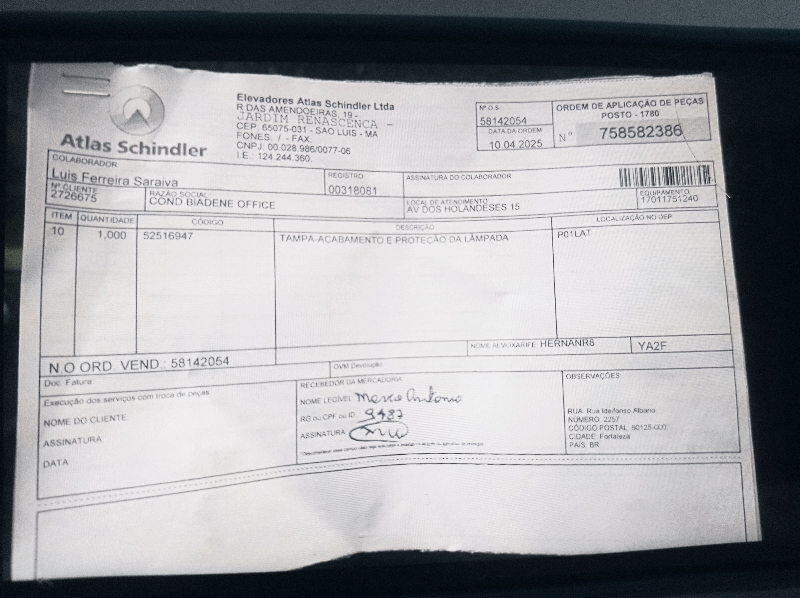 Atlas Schindler
Elevadores Atlas Schindler Ltda
R DAS AMENDOEIRAS, 19 -
JARDIM RENASCENCA -
CEP: 65075-031 - SAO LUIS - MA
FONES: / - FAX:
CNPJ: 00.028.986/0077-06
I.E.: 124.244.360.
Nº O.S.
58142054
DATA DA ORDEM
10.04.2025
ORDEM DE APLICAÇÃO DE PEÇAS
POSTO - 1780
Nº 758582386
COLABORADOR
Luis Ferreira Saraiva
REGISTRO
00318081
ASSINATURA DO COLABORADOR
Nº CLIENTE
2726675
RAZÃO SOCIAL
COND BIADENE OFFICE
LOCAL DE ATENDIMENTO
AV DOS HOLANDESES 15
EQUIPAMENTO
17011751240
ITEM QUANTIDADE CÓDIGO DESCRIÇÃO LOCALIZAÇÃO NO DEP
10 1,000 52516947 TAMPA-ACABAMENTO E PROTEÇÃO DA LÂMPADA P01LAT
NOME ALMOXARIFE HERNANR8 YA2F
N.O ORD. VEND.: 58142054
OVM Devolução
Doc. Fatura
Execução dos serviços com troca de peças
NOME DO CLIENTE
ASSINATURA
DATA
RECEBEDOR DA MERCADORIA
NOME LEGÍVEL Marco Antonio
RG ou CPF ou ID: 9487
ASSINATURA
OBSERVAÇÕES
RUA: Rua Idelfonso Albano
NÚMERO: 2257
CÓDIGO POSTAL: 60125-000
CIDADE: Fortaleza
PAÍS: BR